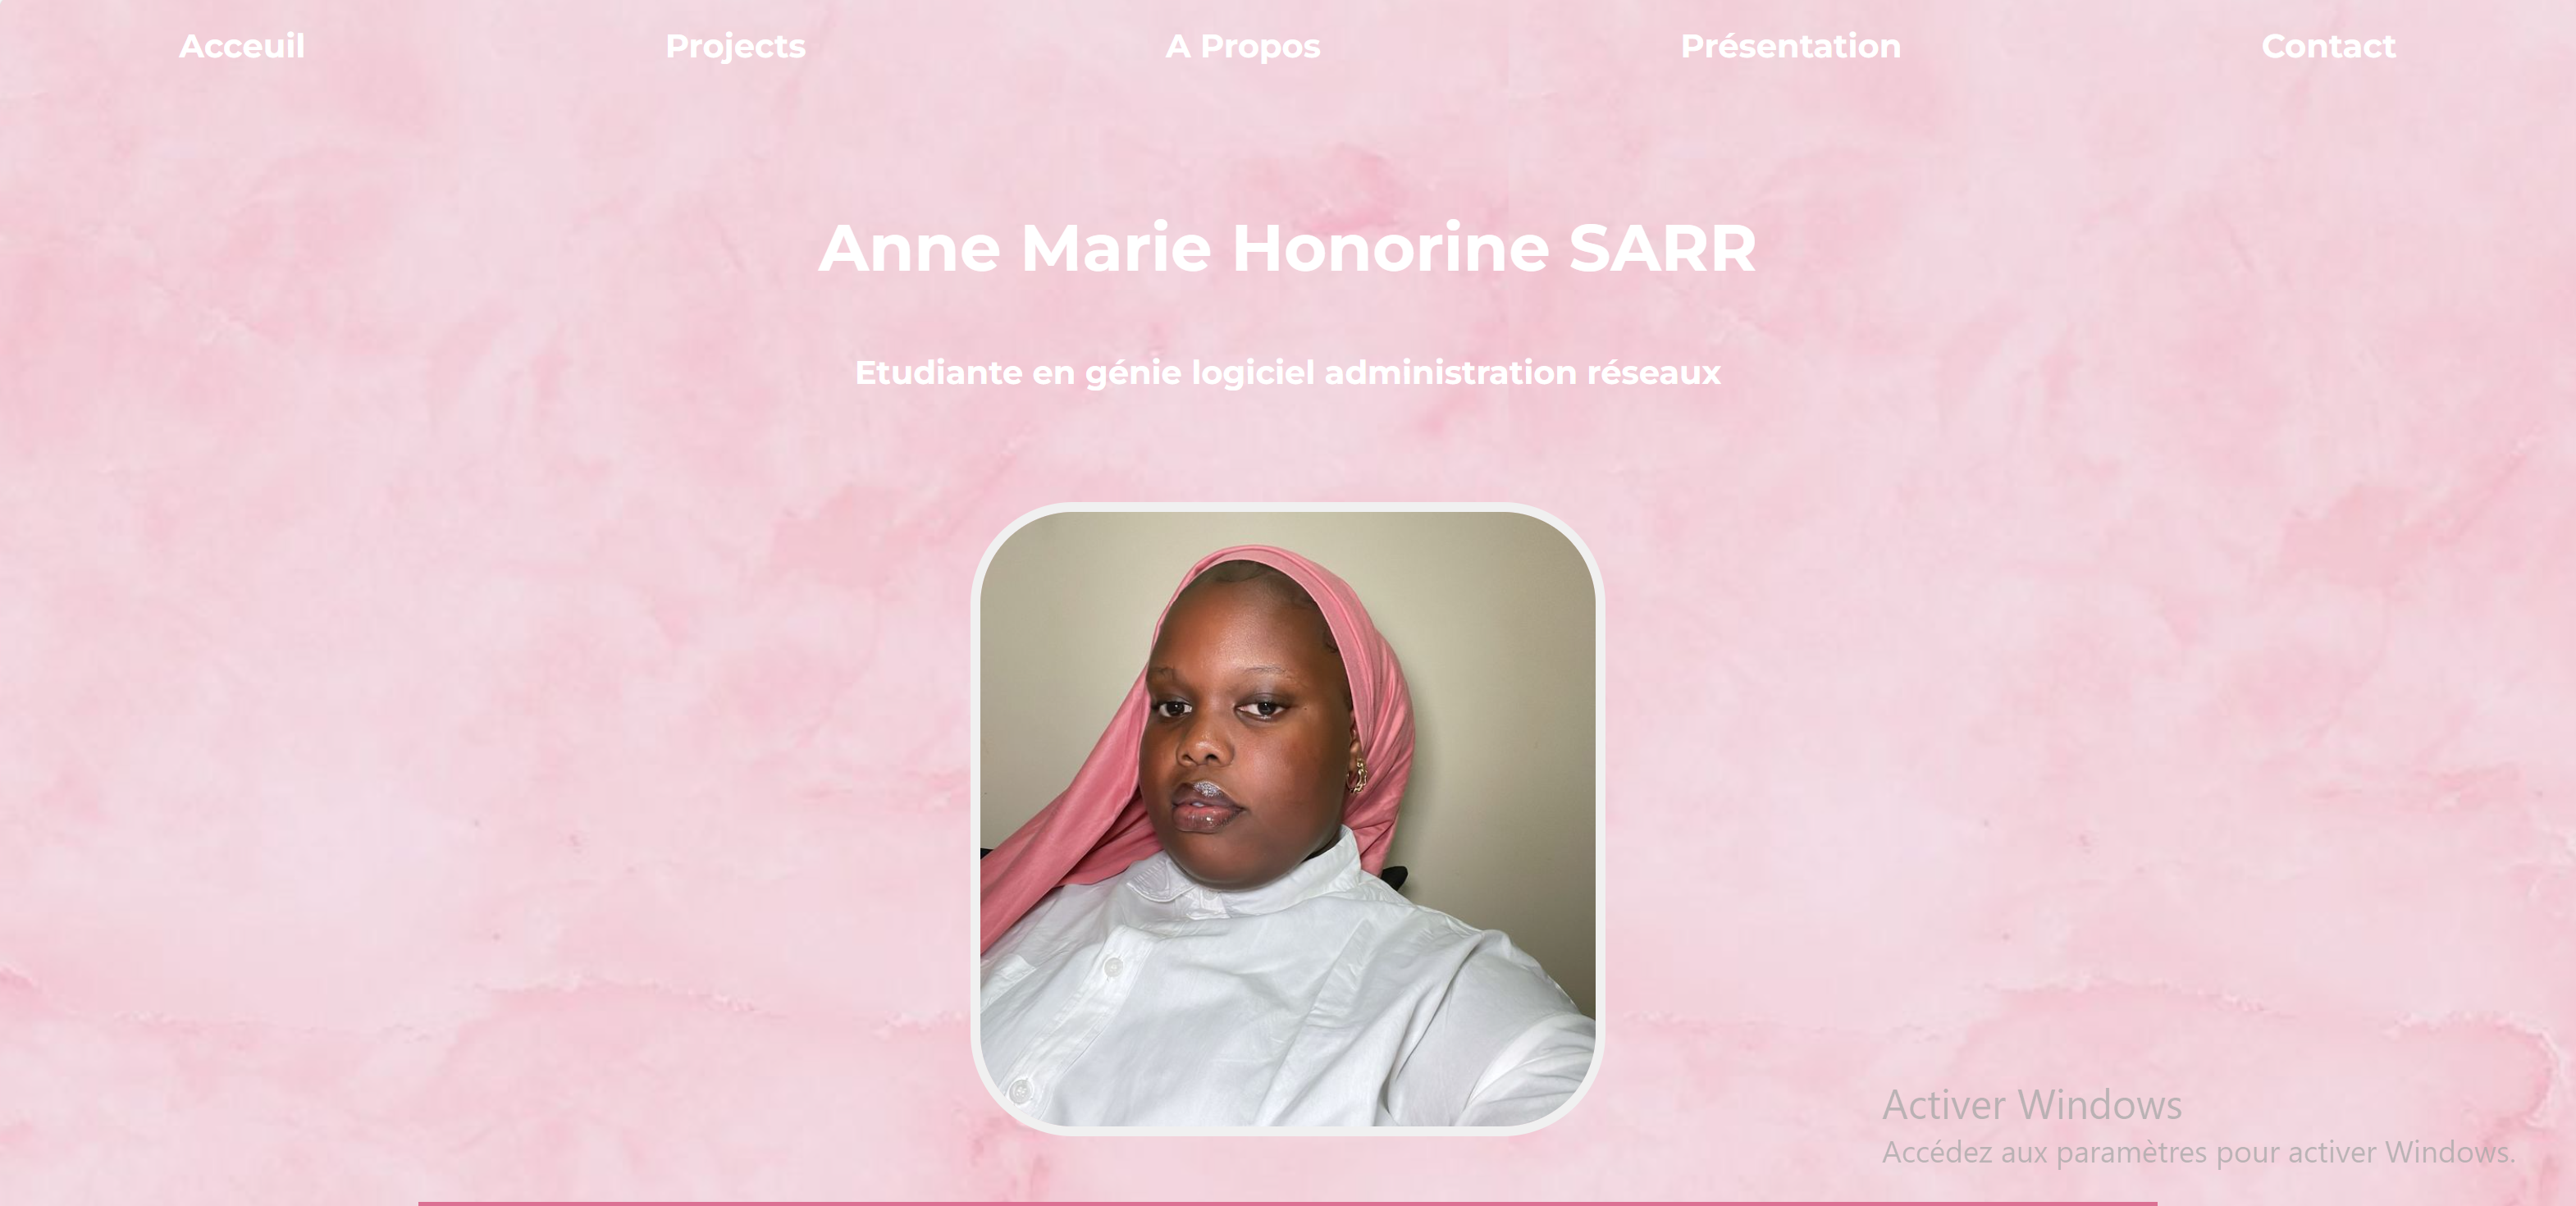 Acceuil Projects A Propos Présentation Contact
Anne Marie Honorine SARR
Etudiante en génie logiciel administration réseaux
Activer Windows
Accédez aux paramètres pour activer Windows.